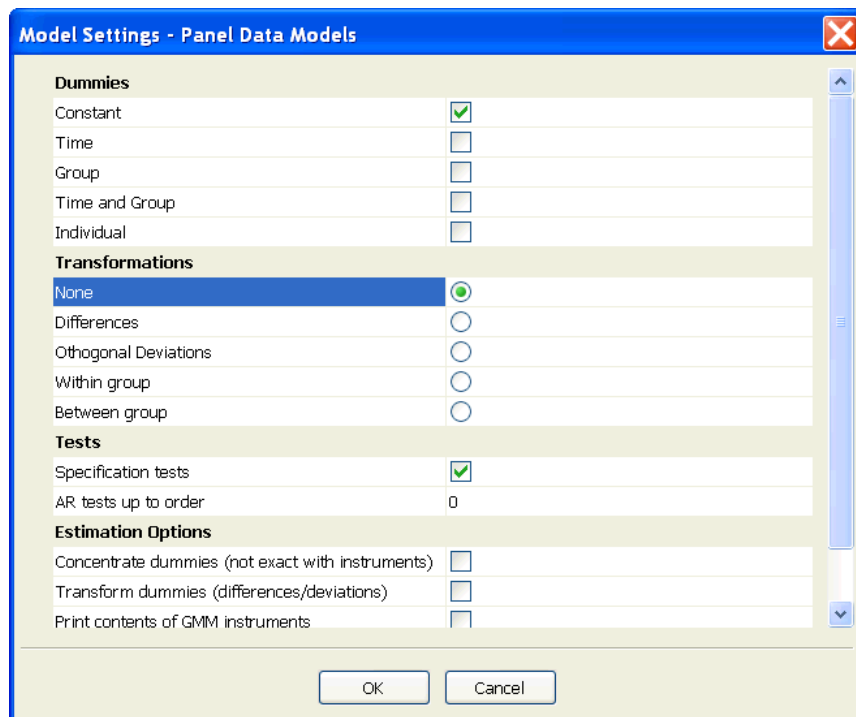 Model Settings - Panel Data Models
Dummies
Constant
Time
Group
Time and Group
Individual
Transformations
None
Differences
Othogonal Deviations
Within group
Between group
Tests
Specification tests
AR tests up to order 0
Estimation Options
Concentrate dummies (not exact with instruments)
Transform dummies (differences/deviations)
Print contents of GMM instruments
OK Cancel